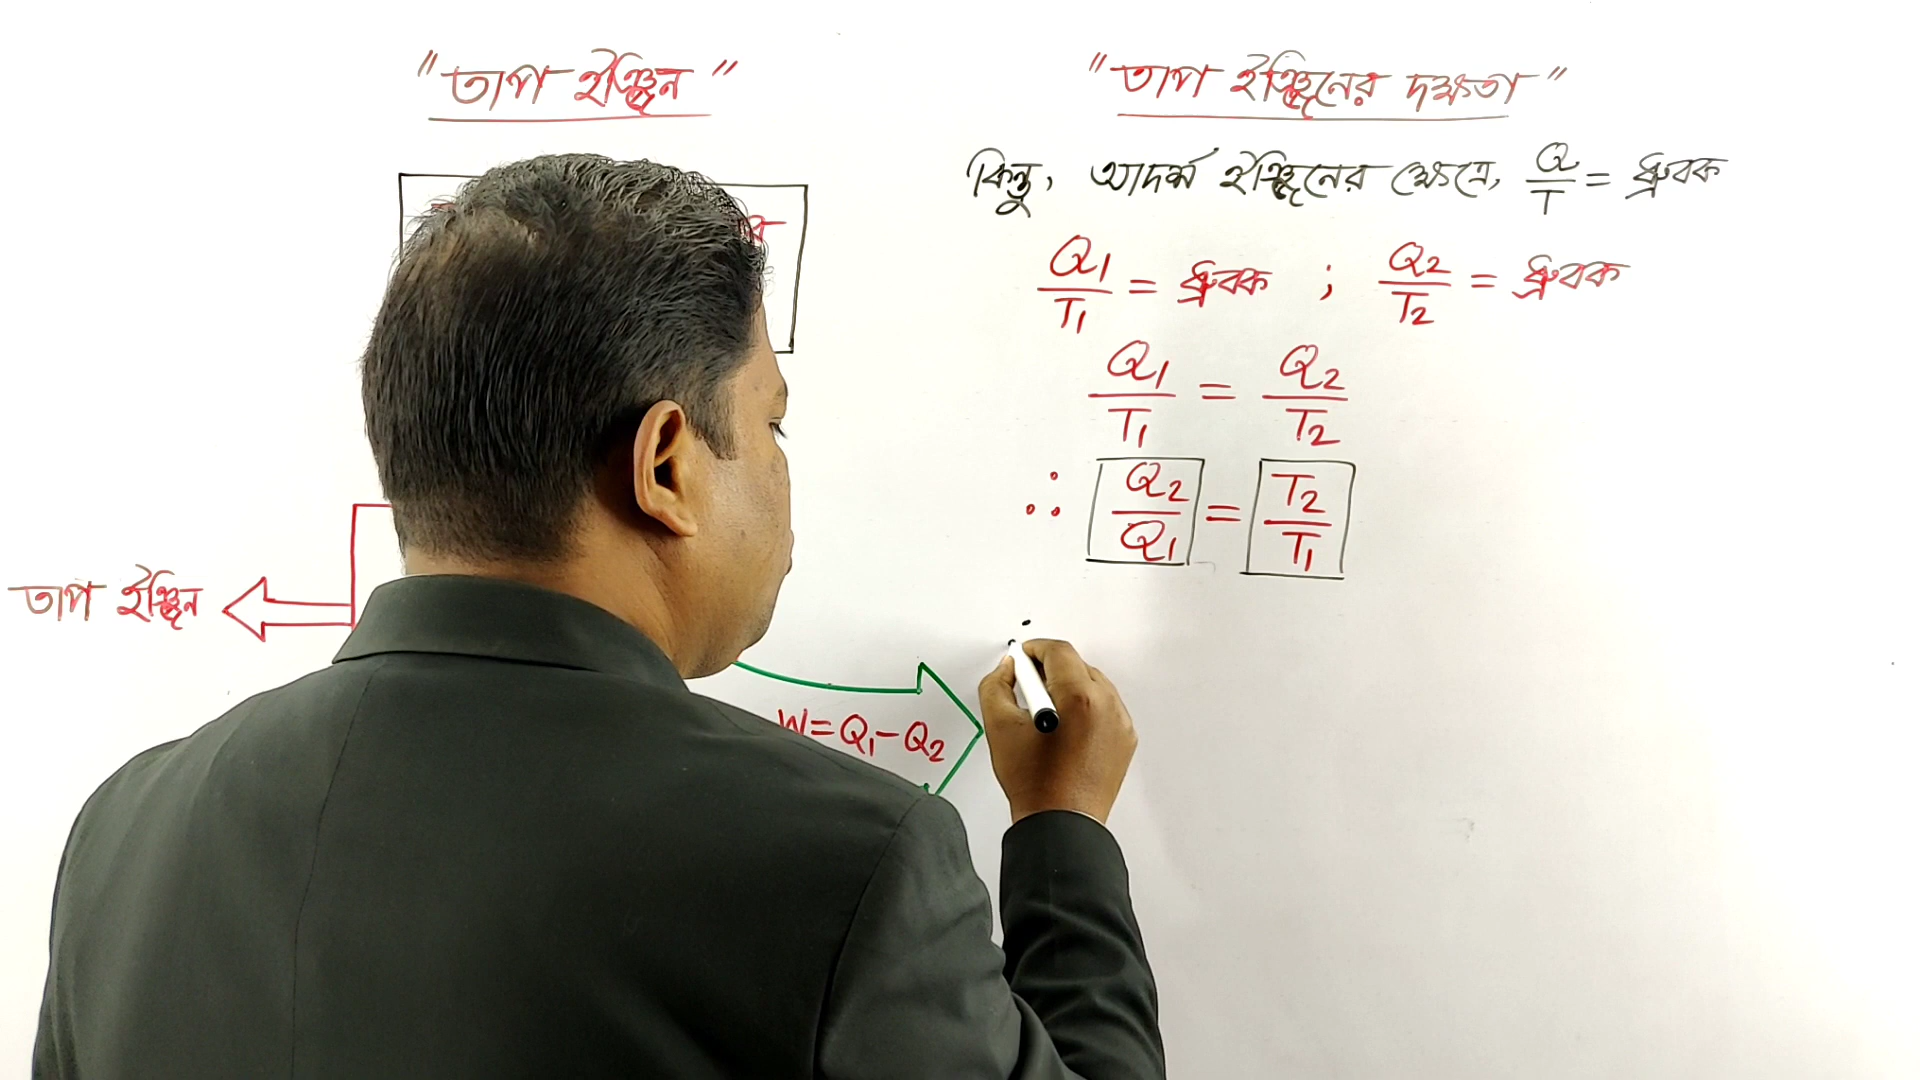 "তাপ ইঞ্জিন"
তাপ ইঞ্জিন
W = Q₁ - Q₂
"তাপ ইঞ্জিনের দক্ষতা"
কিন্তু, আদর্শ ইঞ্জিনের ক্ষেত্রে, Q/T = ধ্রুবক
Q₁/T₁ = ধ্রুবক ; Q₂/T₂ = ধ্রুবক
Q₁/T₁ = Q₂/T₂
∴ Q₂/Q₁ = T₂/T₁